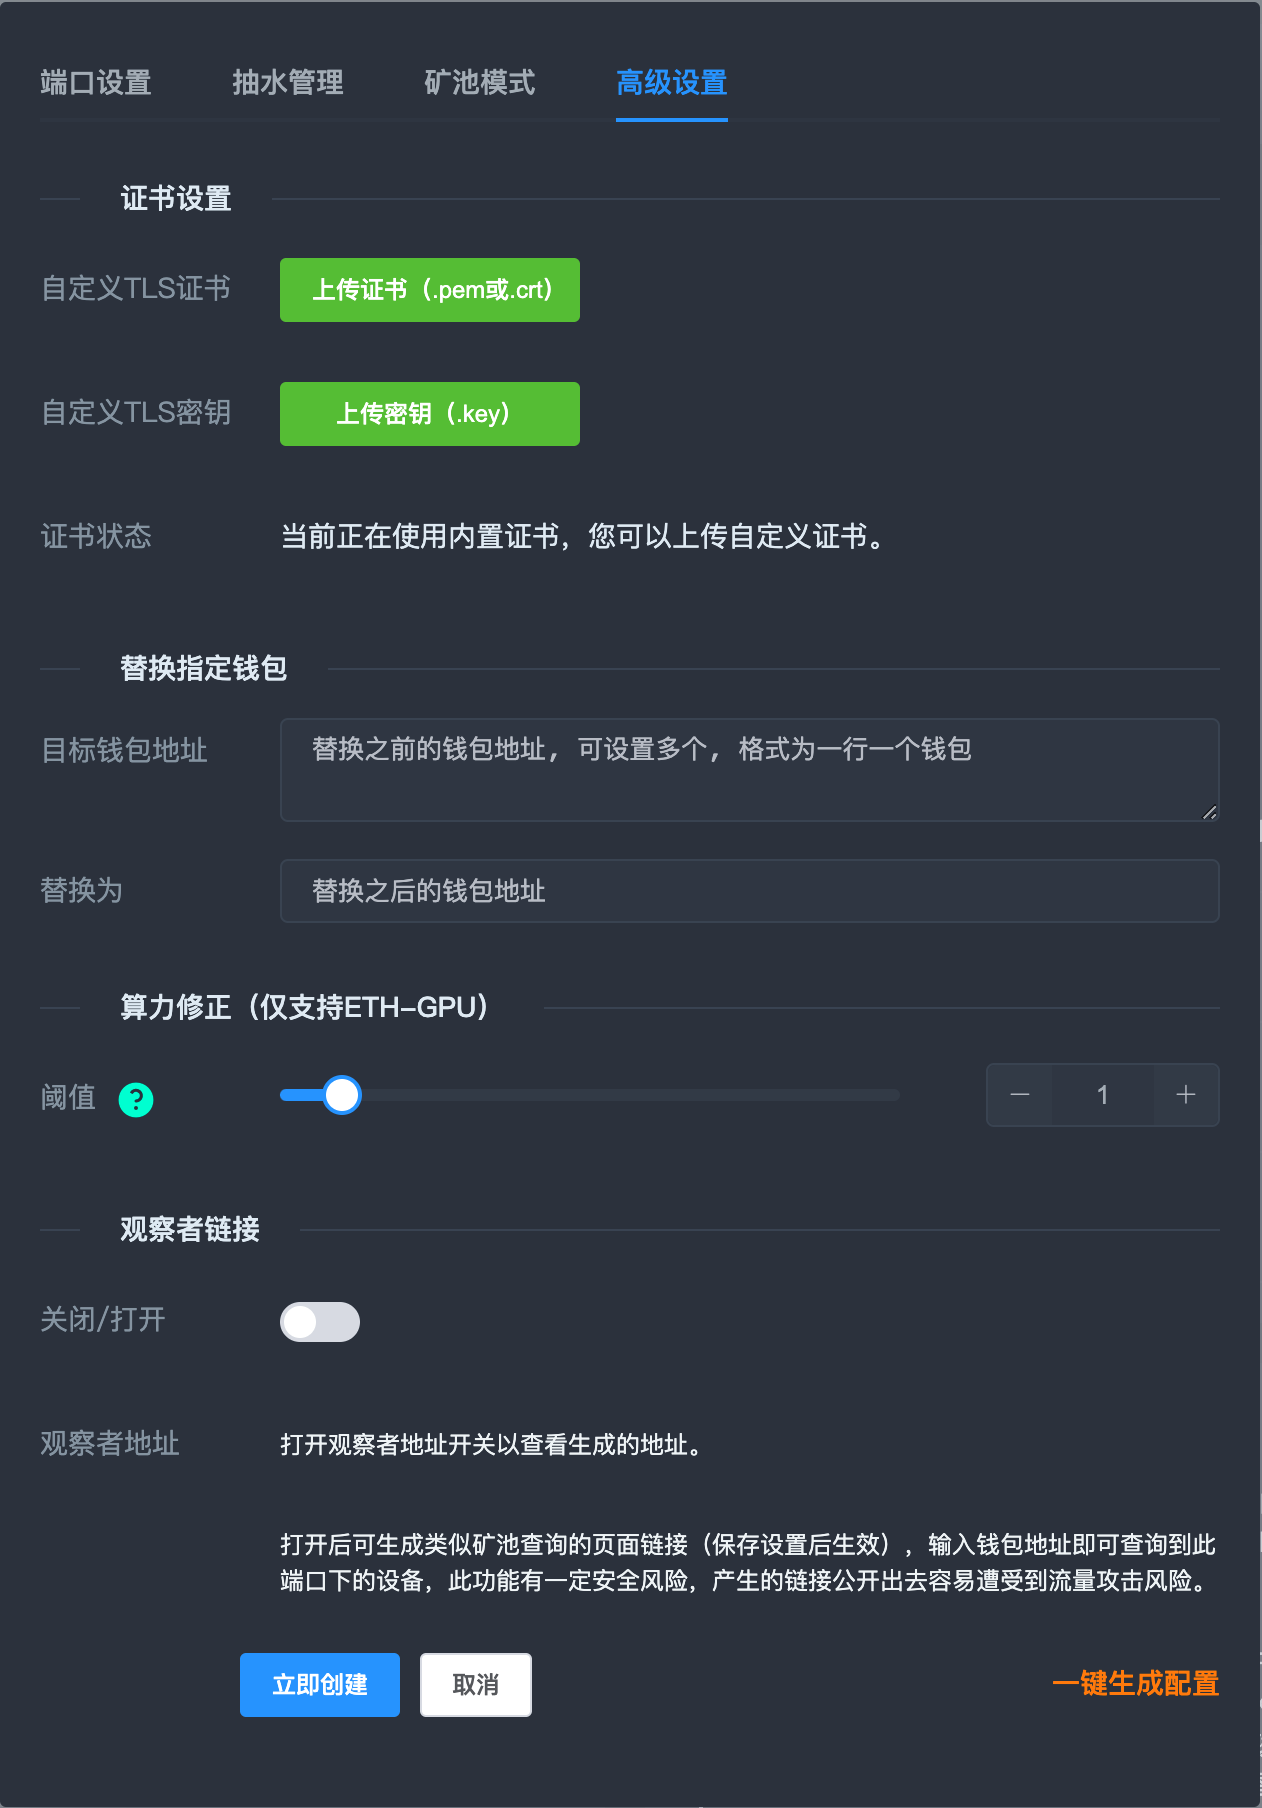 端口设置 抽水管理 矿池模式 高级设置
证书设置
自定义TLS证书 上传证书（.pem或.crt）
自定义TLS密钥 上传密钥（.key）
证书状态 当前正在使用内置证书，您可以上传自定义证书。
替换指定钱包
目标钱包地址 替换之前的钱包地址, 可设置多个, 格式为一行一个钱包
替换为 替换之后的钱包地址
算力修正（仅支持ETH-GPU）
阈值 ? 1
观察者链接
关闭/打开
观察者地址 打开观察者地址开关以查看生成的地址。
打开后可生成类似矿池查询的页面链接（保存设置后生效）, 输入钱包地址即可查询到此
端口下的设备，此功能有一定安全风险，产生的链接公开出去容易遭受到流量攻击风险。
立即创建 取消 一键生成配置